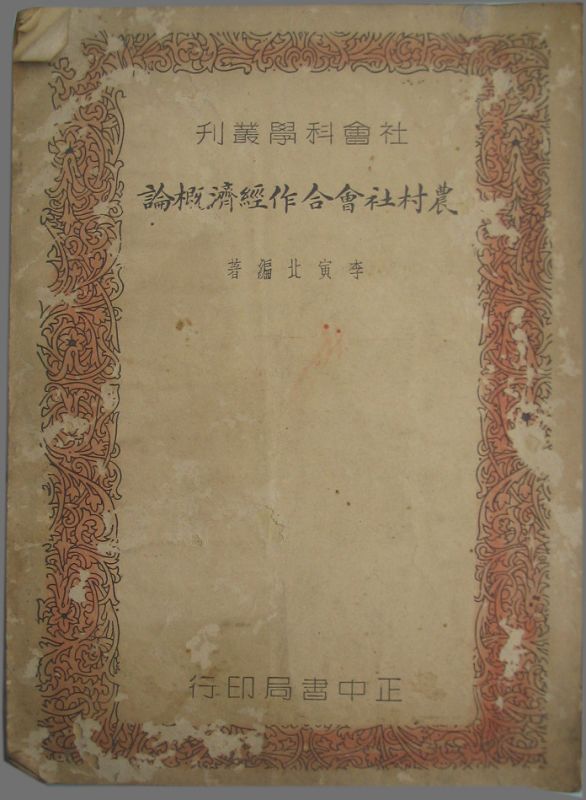 社會科學叢刊
農村社會合作經濟概論
李寅北編著
正中書局印行